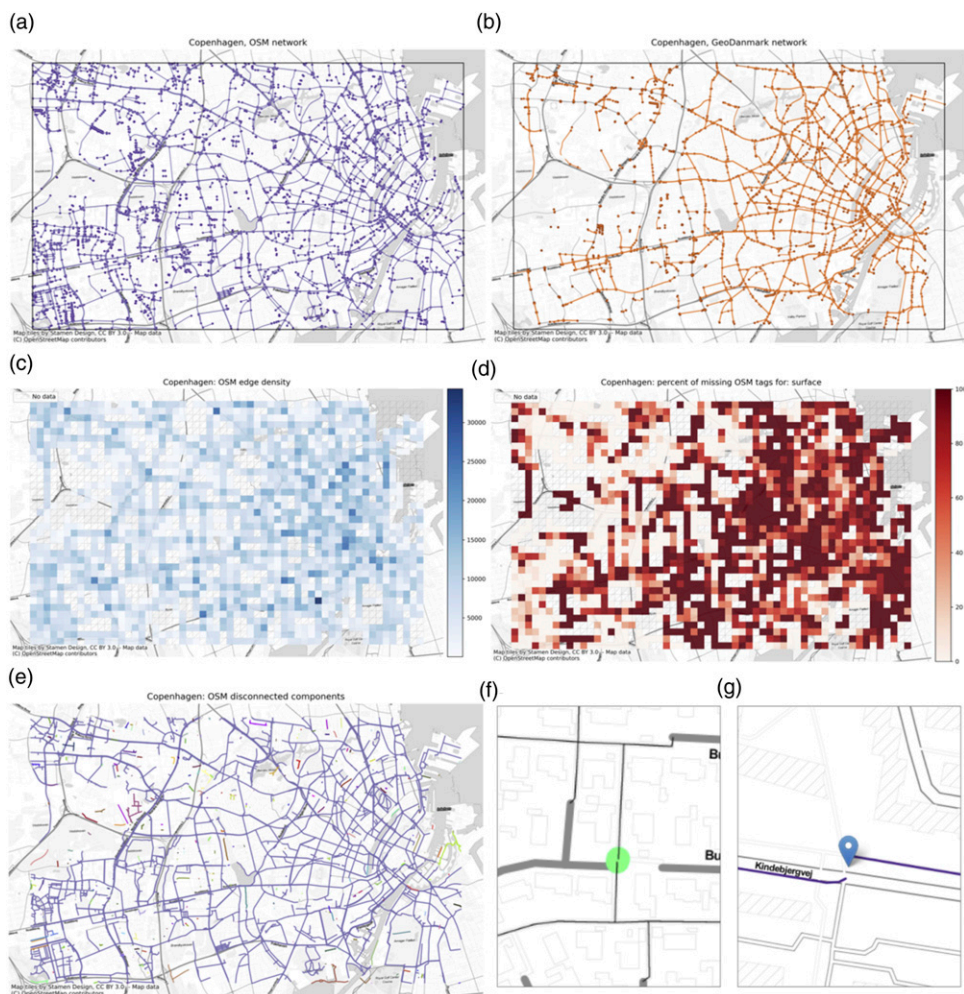 (a)
(b)
Copenhagen, OSM network
Copenhagen, GeoDanmark network
Map tiles by Stamen Design, CC BY 3.0 - Map data
(C) OpenStreetMap contributors
Map tiles by Stamen Design, CC BY 3.0 - Map data
(C) OpenStreetMap contributors
(c)
(d)
Copenhagen: OSM edge density
Copenhagen: percent of missing OSM tags for: surface
No data
No data
30000
25000
20000
15000
10000
5000
80
60
40
20
0
Map tiles by Stamen Design, CC BY 3.0 - Map data
(C) OpenStreetMap contributors
Map tiles by Stamen Design, CC BY 3.0 - Map data
(C) OpenStreetMap contributors
(e)
(f)
(g)
Copenhagen: OSM disconnected components
Bu
Bu
Kindebjergvej
Map tiles by Stamen Design, CC BY 3.0 - Map data
(C) OpenStreetMap contributors